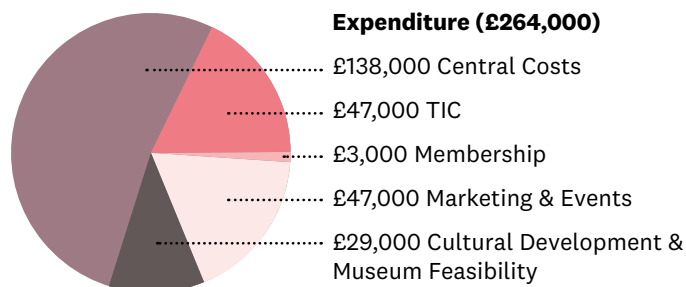 Expenditure (£264,000)
£138,000 Central Costs
£47,000 TIC
£3,000 Membership
£47,000 Marketing & Events
£29,000 Cultural Development &
Museum Feasibility